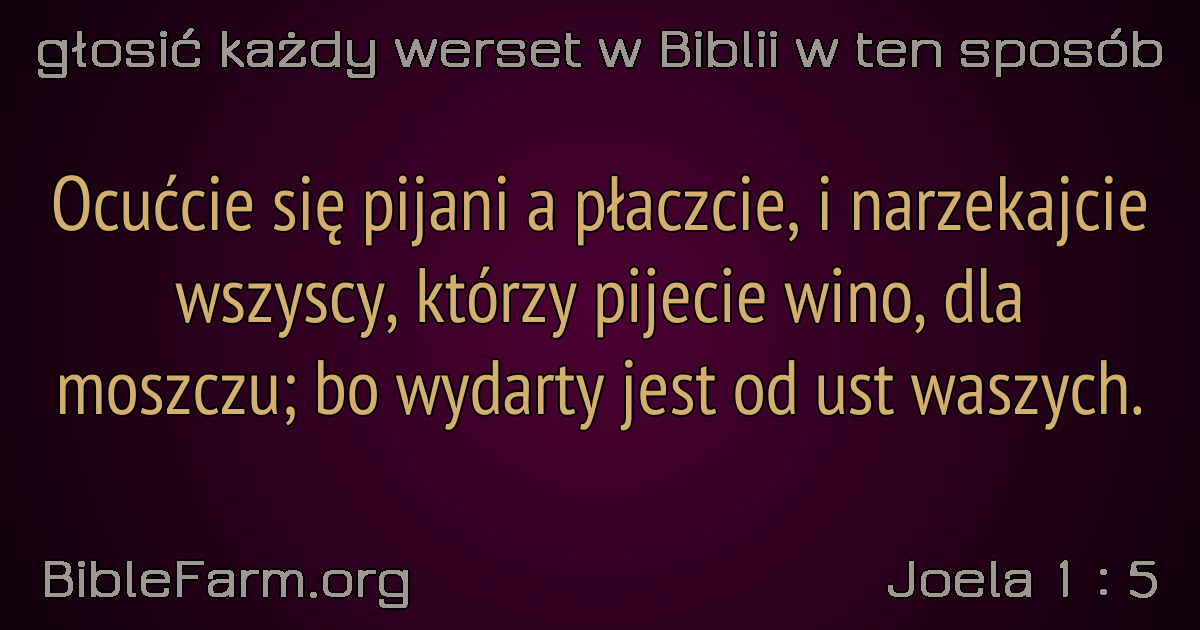 głosić każdy werset w Biblii w ten sposób
Ocućcie się pijani a płaczcie, i narzekajcie
wszyscy, którzy pijecie wino, dla
moszczu; bo wydarty jest od ust waszych.
BibleFarm.org
Joela 1 : 5